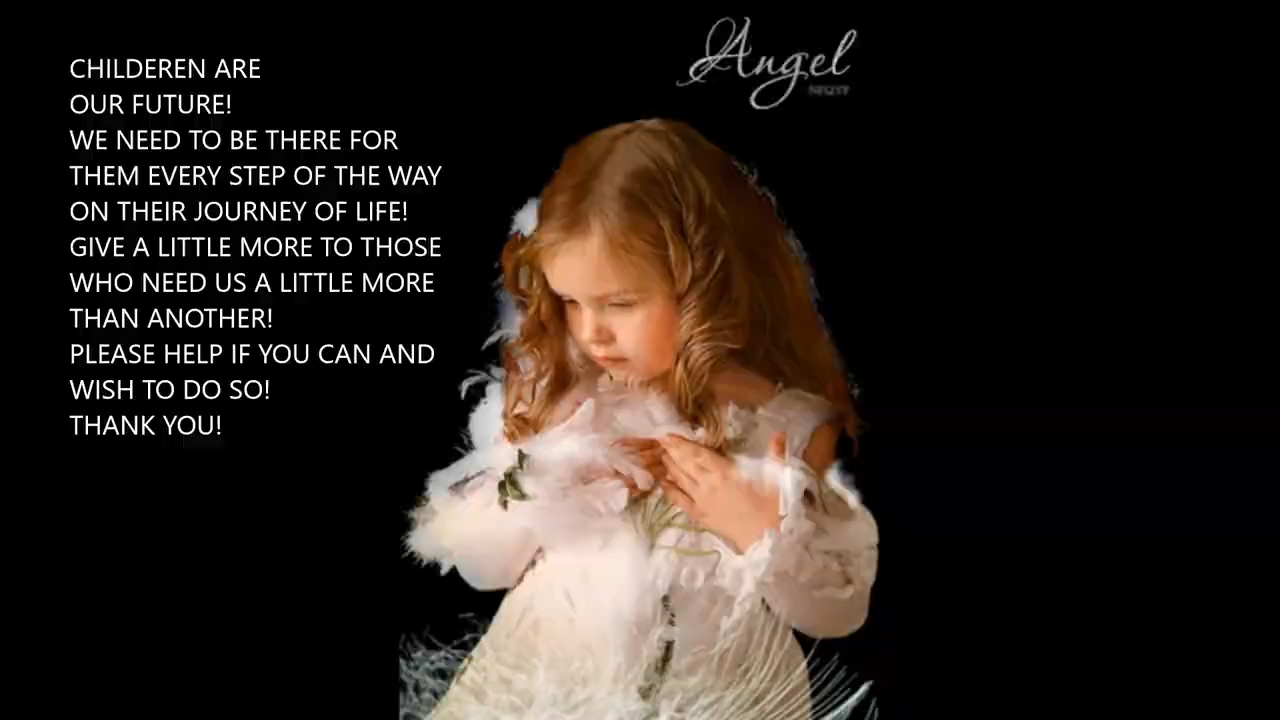 Angel
CHILDEREN ARE
OUR FUTURE!
WE NEED TO BE THERE FOR
THEM EVERY STEP OF THE WAY
ON THEIR JOURNEY OF LIFE!
GIVE A LITTLE MORE TO THOSE
WHO NEED US A LITTLE MORE
THAN ANOTHER!
PLEASE HELP IF YOU CAN AND
WISH TO DO SO!
THANK YOU!